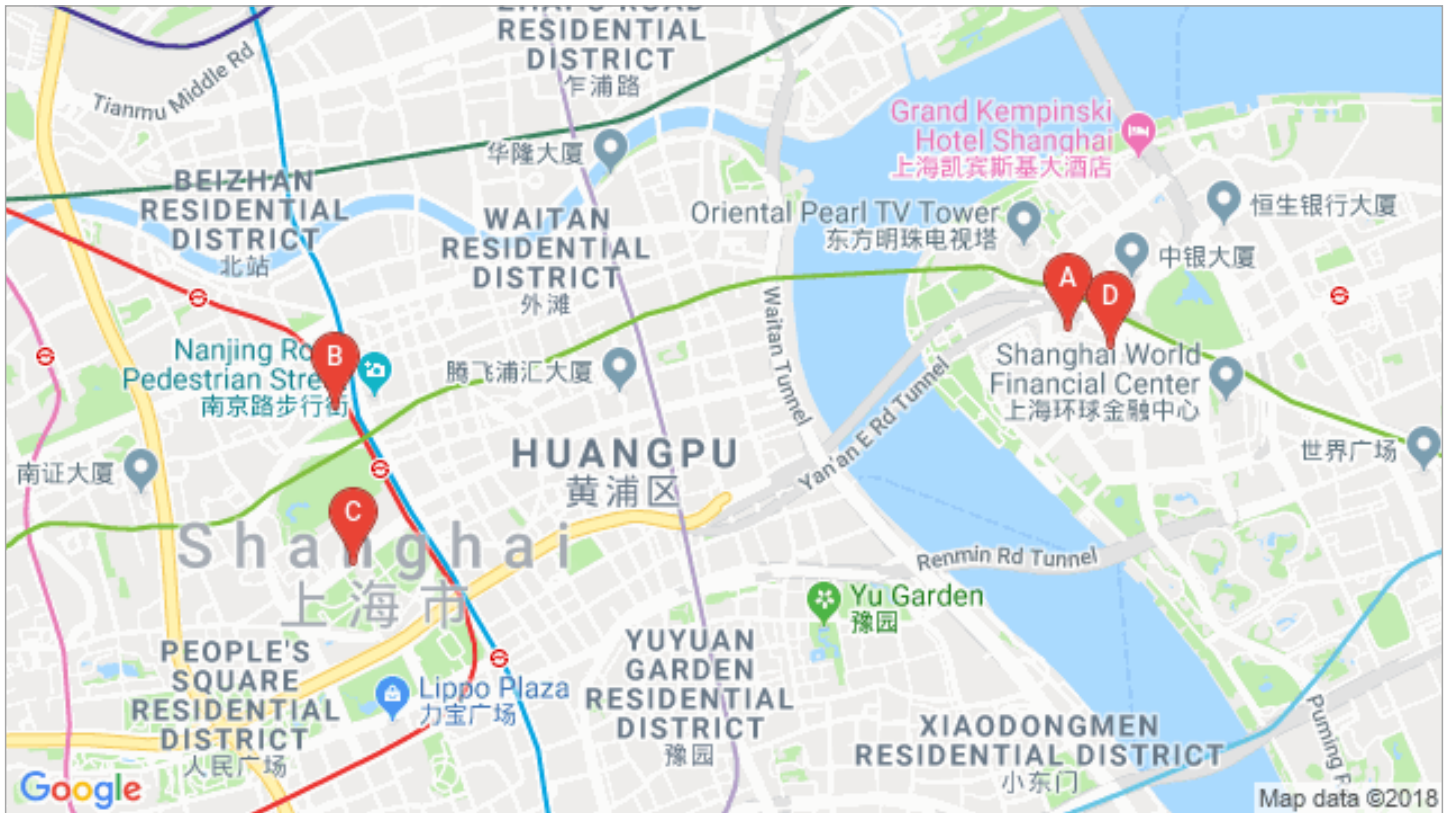 RESIDENTIAL
DISTRICT
乍浦路
Tianmu Middle Rd
Grand Kempinski
Hotel Shanghai
上海凯宾斯基大酒店
华隆大厦
BEIZHAN
RESIDENTIAL
DISTRICT
北站
WAITAN
RESIDENTIAL
DISTRICT
外滩
Oriental Pearl TV Tower
东方明珠电视塔
恒生银行大厦
中银大厦
A
D
Waitan Tunnel
B
Nanjing Ro
Pedestrian Stre
南京路步行街
腾飞浦汇大厦
Shanghai World
Financial Center
上海环球金融中心
Yan'an E Rd Tunnel
世界广场
南证大厦
HUANGPU
黄浦区
C
Shanghai
上海市
Renmin Rd Tunnel
Yu Garden
豫园
PEOPLE'S
SQUARE
RESIDENTIAL
DISTRICT
人民广场
Lippo Plaza
力宝广场
YUYUAN
GARDEN
RESIDENTIAL
DISTRICT
豫园
XIAODONGMEN
RESIDENTIAL DISTRICT
小东门
Puming R
Google
Map data ©2018